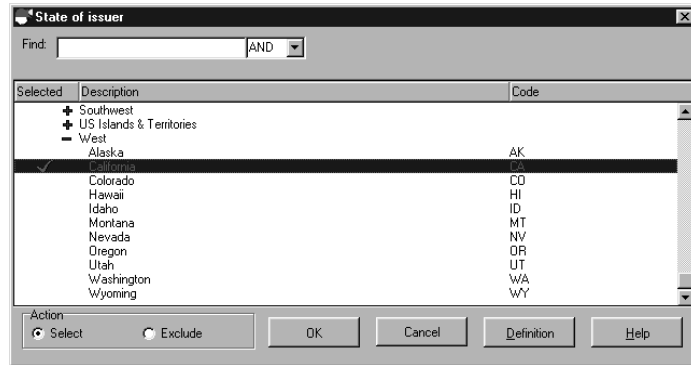 State of issuer
Find: AND
Selected Description Code
Southwest
US Islands & Territories
West
Alaska AK
California CA
Colorado CO
Hawaii HI
Idaho ID
Montana MT
Nevada NV
Oregon OR
Utah UT
Washington WA
Wyoming WY
Action
Select Exclude OK Cancel Definition Help